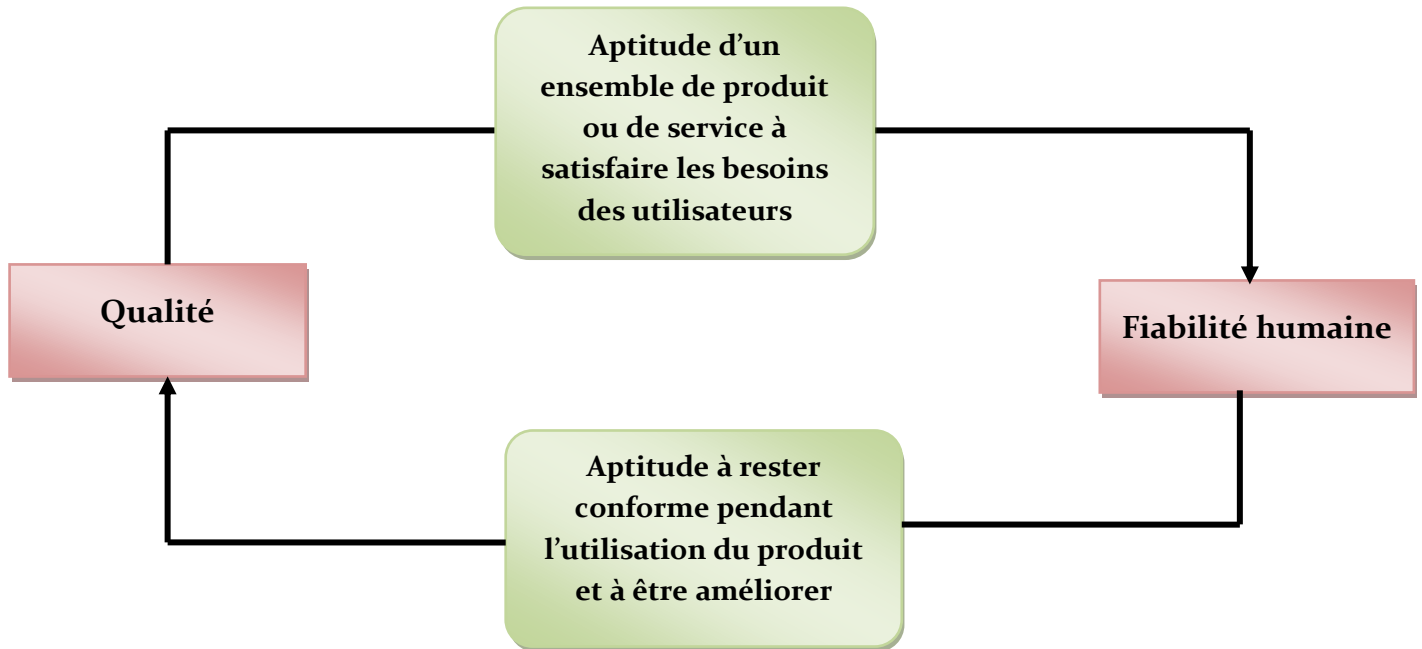 Aptitude d’un
ensemble de produit
ou de service à
satisfaire les besoins
des utilisateurs
Qualité
Fiabilité humaine
Aptitude à rester
conforme pendant
l’utilisation du produit
et à être améliorer